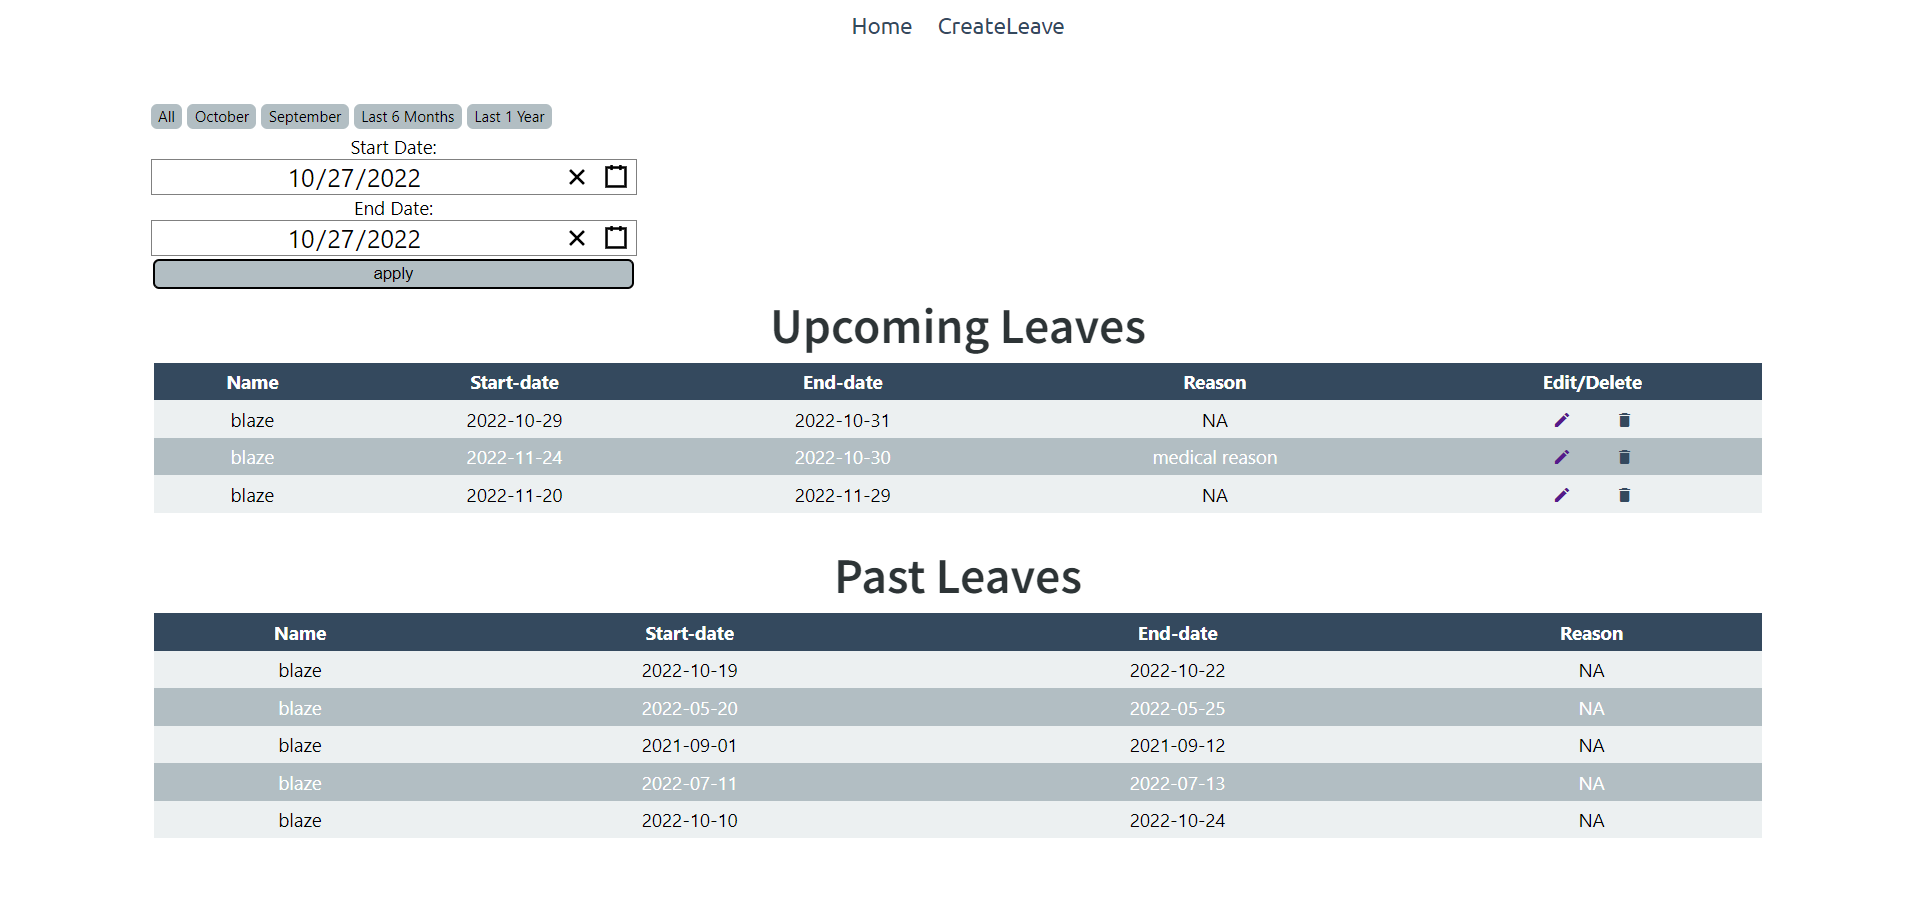 Home CreateLeave
All October September Last 6 Months Last 1 Year
Start Date:
10/27/2022
End Date:
10/27/2022
apply
Upcoming Leaves
Name Start-date End-date Reason Edit/Delete
blaze 2022-10-29 2022-10-31 NA
blaze 2022-11-24 2022-10-30 medical reason
blaze 2022-11-20 2022-11-29 NA
Past Leaves
Name Start-date End-date Reason
blaze 2022-10-19 2022-10-22 NA
blaze 2022-05-20 2022-05-25 NA
blaze 2021-09-01 2021-09-12 NA
blaze 2022-07-11 2022-07-13 NA
blaze 2022-10-10 2022-10-24 NA